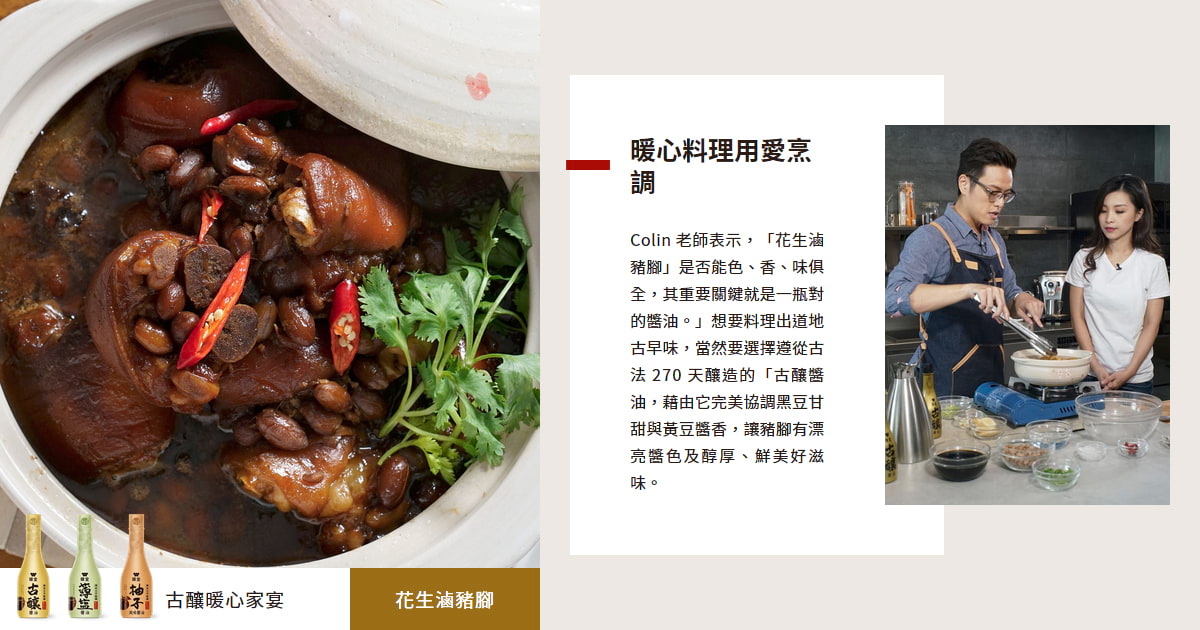 暖心料理用愛烹
調
Colin 老師表示，「花生滷
豬腳」是否能色、香、味俱
全，其重要關鍵就是一瓶對
的醬油。」想要料理出道地
古早味，當然要選擇遵從古
法 270 天釀造的「古釀醬
油，藉由它完美協調黑豆甘
甜與黃豆醬香，讓豬腳有漂
亮醬色及醇厚、鮮美好滋
味。
古釀
薄鹽
柚子
古釀暖心家宴
花生滷豬腳